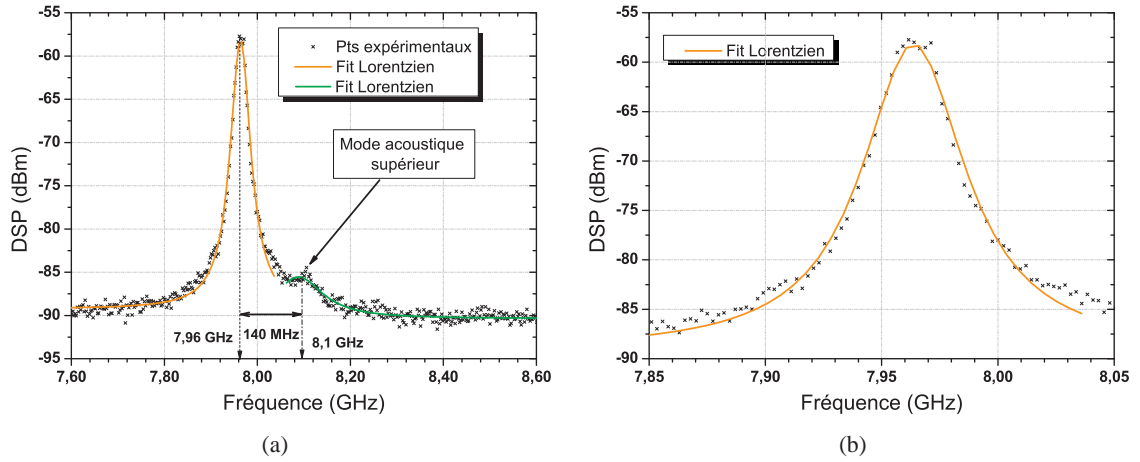 -55
-60
-65
-70
-75
-80
-85
-90
-95
DSP (dBm)
Pts expérimentaux
Fit Lorentzien
Fit Lorentzien
Mode acoustique
supérieur
7,96 GHz
140 MHz
8,1 GHz
7,60
7,80
8,00
8,20
8,40
8,60
Fréquence (GHz)
(a)
-55
-60
-65
-70
-75
-80
-85
-90
DSP (dBm)
Fit Lorentzien
7,85
7,90
7,95
8,00
8,05
Fréquence (GHz)
(b)